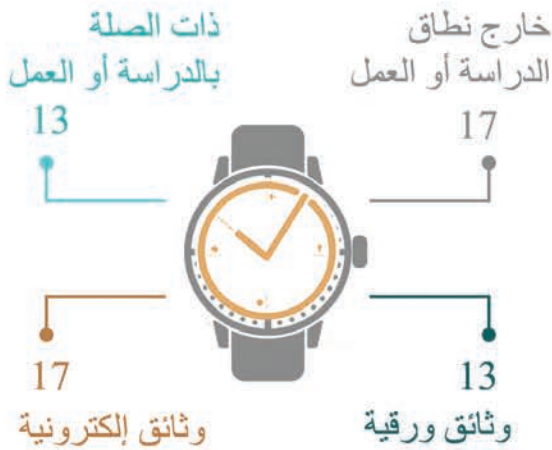 خارج نطاق
الدراسة أو العمل
17
ذات الصلة
بالدراسة أو العمل
13
13
وثائق ورقية
17
وثائق إلكترونية